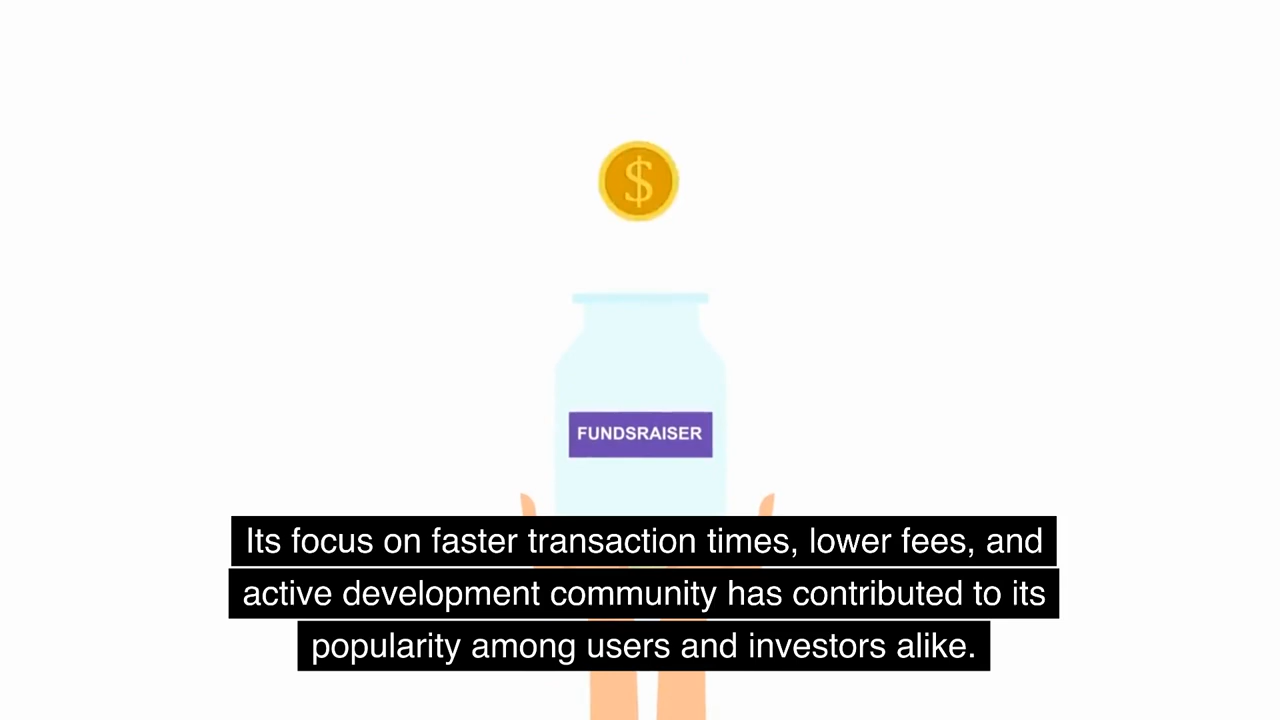 $
FUNDSRAISER
Its focus on faster transaction times, lower fees, and
active development community has contributed to its
popularity among users and investors alike.